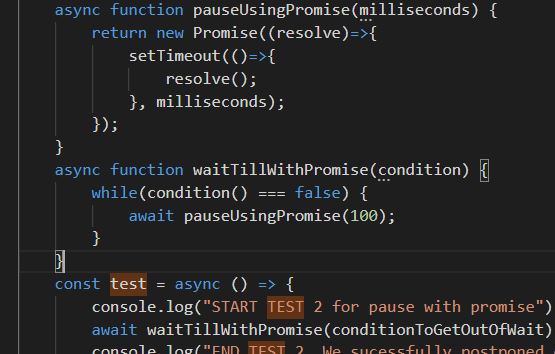 async function pauseUsingPromise(milliseconds) {
return new Promise((resolve)=>{
setTimeout(()=>{
resolve();
}, milliseconds);
});
}
async function waitTillWithPromise(condition) {
while(condition() === false) {
await pauseUsingPromise(100);
}
}
const test = async () => {
console.log("START TEST 2 for pause with promise")
await waitTillWithPromise(conditionToGetOutOfWait)
console.log("END TEST 2. We sucessfully postponed